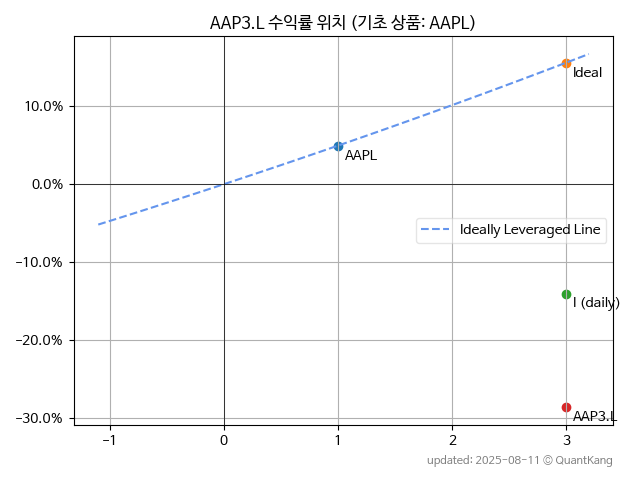 AAP3.L 수익률 위치 (기초 상품: AAPL)
10.0%
0.0%
−10.0%
−20.0%
−30.0%
Ideal
AAPL
Ideally Leveraged Line
I (daily)
AAP3.L
−1 0 1 2 3
updated: 2025-08-11 © QuantKang